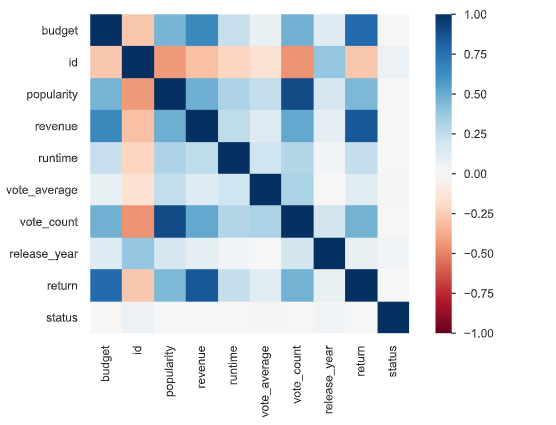 budget
id
popularity
revenue
runtime
vote_average
vote_count
release_year
return
status
budget
id
popularity
revenue
runtime
vote_average
vote_count
release_year
return
status
1.00
0.75
0.50
0.25
0.00
−0.25
−0.50
−0.75
−1.00